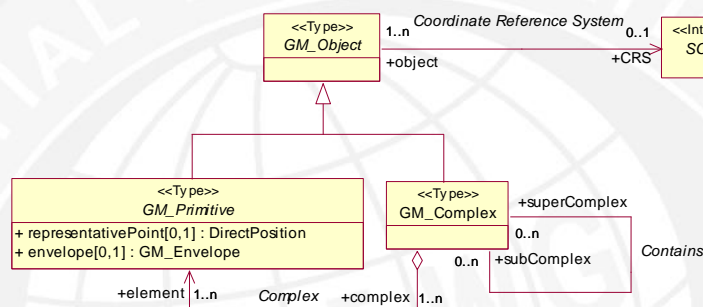 <<Type>>
GM_Object
1..n
Coordinate Reference System
0..1
+object
+CRS
<<Type>>
GM_Primitive
+ representativePoint[0,1] : DirectPosition
+ envelope[0,1] : GM_Envelope
<<Type>>
GM_Complex
+superComplex
0..n
Contains
0..n
+subComplex
+element
1..n
Complex
+complex
1..n